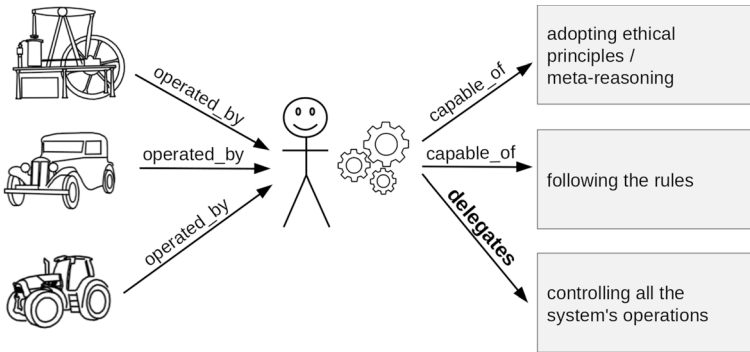 operated_by
operated_by
operated_by
capable_of
capable_of
delegates
adopting ethical
principles /
meta-reasoning
following the rules
controlling all the
system's operations